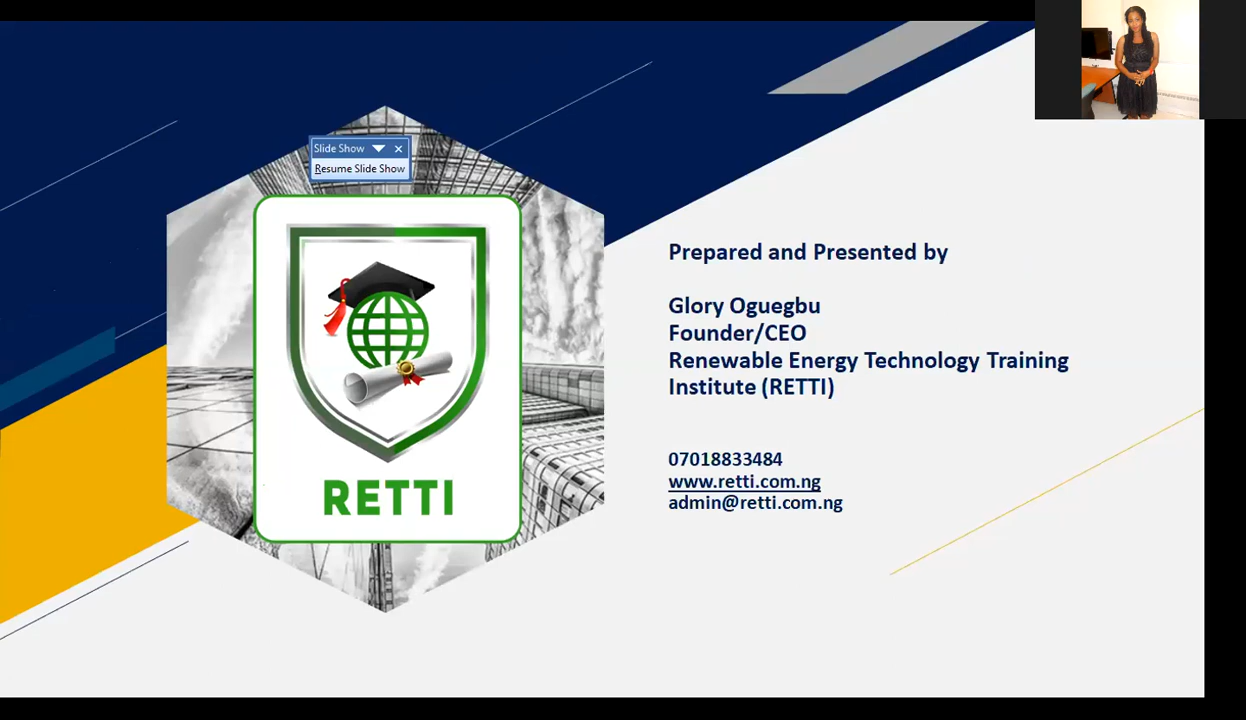 Slide Show
Resume Slide Show
RETTI
Prepared and Presented by
Glory Oguegbu
Founder/CEO
Renewable Energy Technology Training
Institute (RETTI)
07018833484
www.retti.com.ng
admin@retti.com.ng